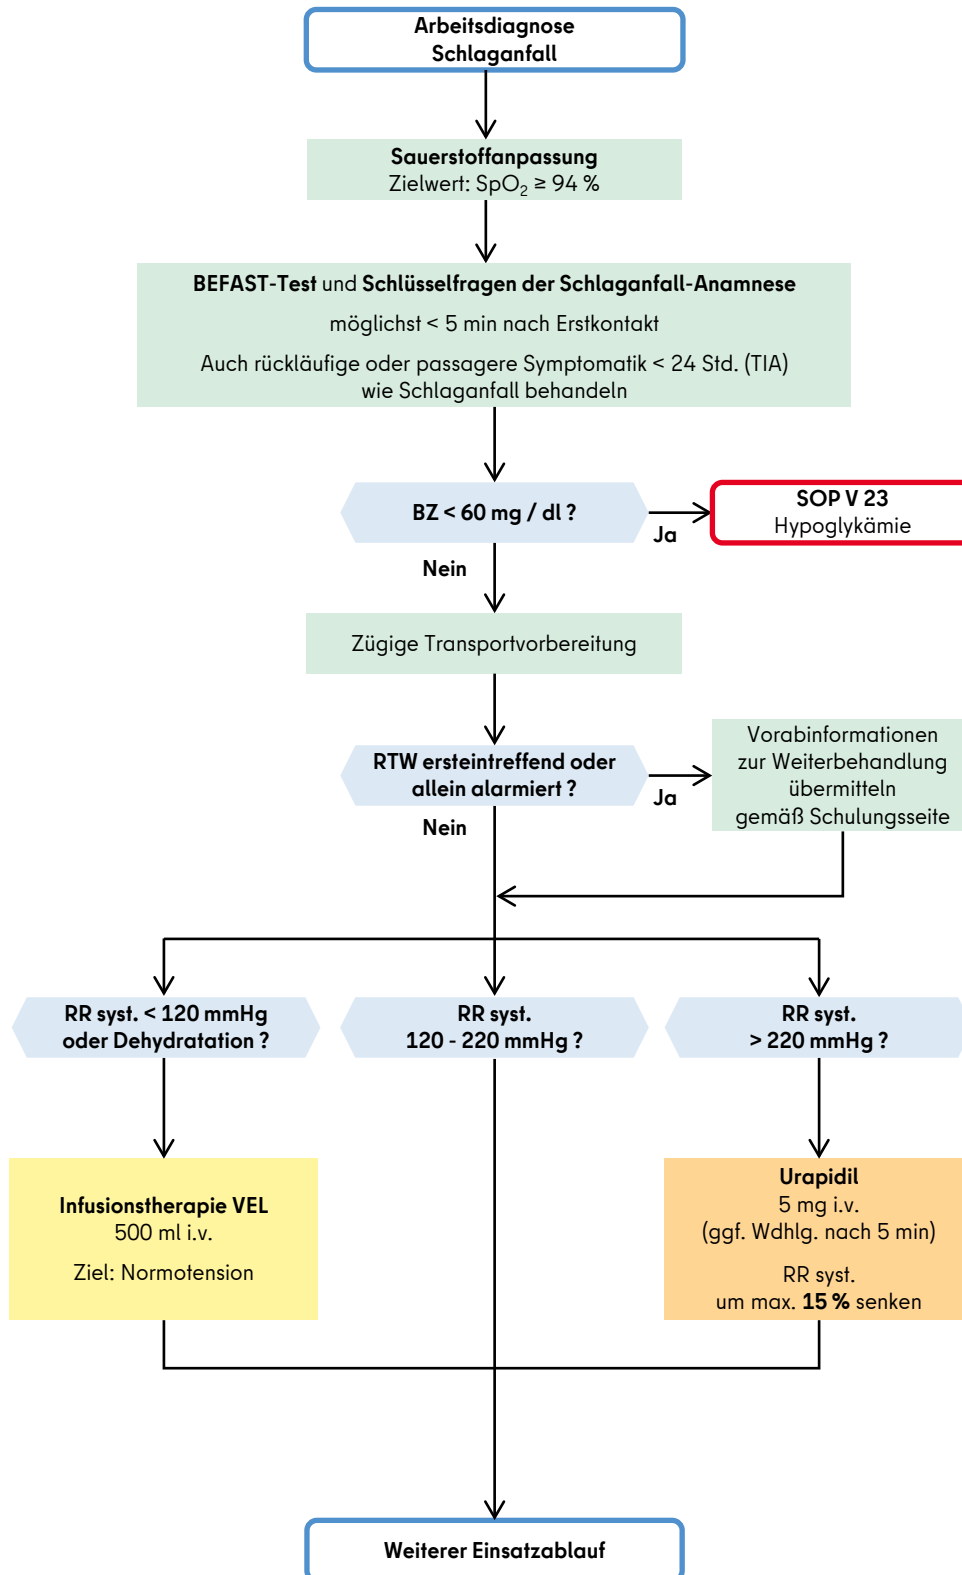 Arbeitsdiagnose
Schlaganfall
Sauerstoffanpassung
Zielwert: SpO₂ ≥ 94 %
BEFAST-Test und Schlüsselfragen der Schlaganfall-Anamnese
möglichst < 5 min nach Erstkontakt
Auch rückläufige oder passagere Symptomatik < 24 Std. (TIA)
wie Schlaganfall behandeln
BZ < 60 mg / dl ?
Ja
SOP V 23
Hypoglykämie
Nein
Zügige Transportvorbereitung
RTW ersteintreffend oder
allein alarmiert ?
Ja
Vorabinformationen
zur Weiterbehandlung
übermitteln
gemäß Schulungsseite
Nein
RR syst. < 120 mmHg
oder Dehydratation ?
RR syst.
120 - 220 mmHg ?
RR syst.
> 220 mmHg ?
Infusionstherapie VEL
500 ml i.v.
Ziel: Normotension
Urapidil
5 mg i.v.
(ggf. Wdhlg. nach 5 min)
RR syst.
um max. 15 % senken
Weiterer Einsatzablauf